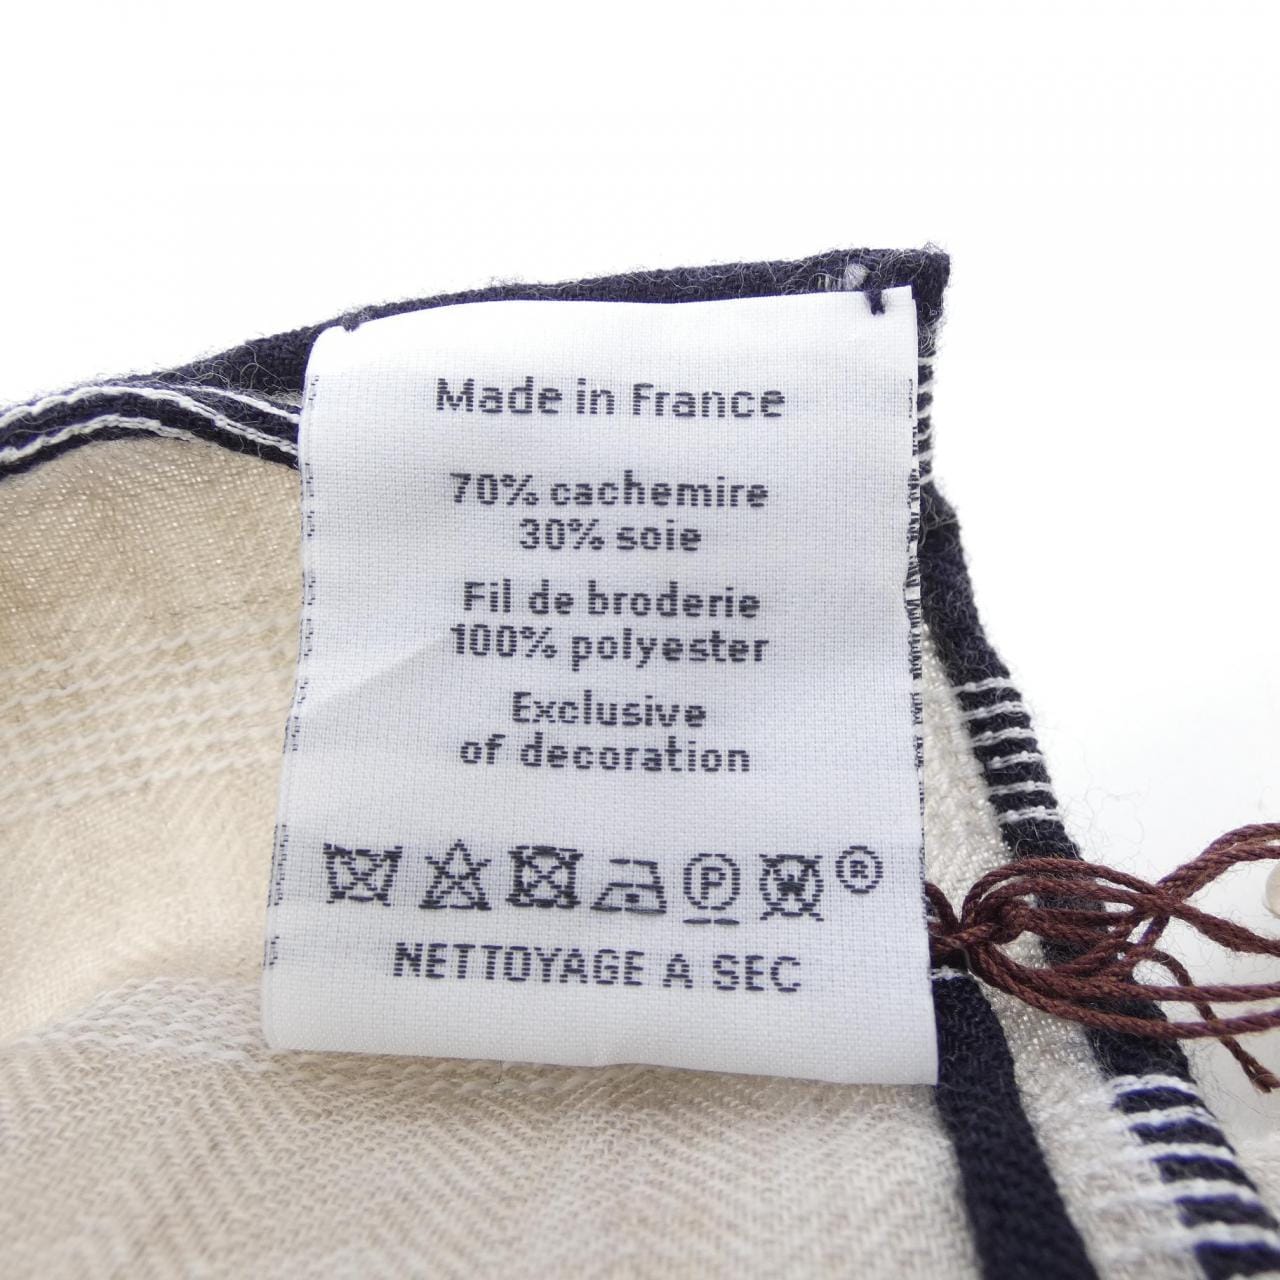 Made in France
70% cachemire
30% soie
Fil de broderie
100% polyester
Exclusive
of decoration
P W ®
NETTOYAGE A SEC